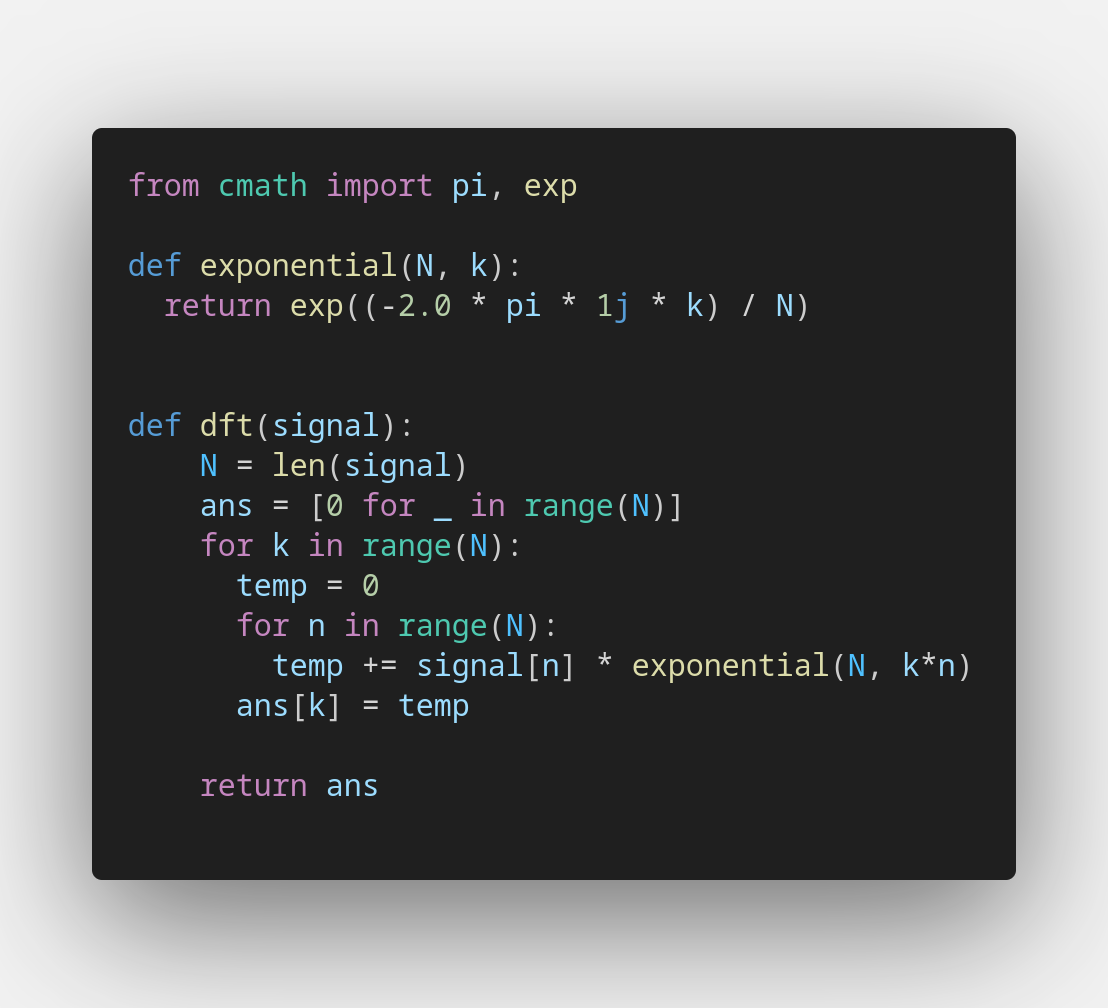 from cmath import pi, exp

def exponential(N, k):
  return exp((-2.0 * pi * 1j * k) / N)


def dft(signal):
    N = len(signal)
    ans = [0 for _ in range(N)]
    for k in range(N):
      temp = 0
      for n in range(N):
        temp += signal[n] * exponential(N, k*n)
      ans[k] = temp

    return ans